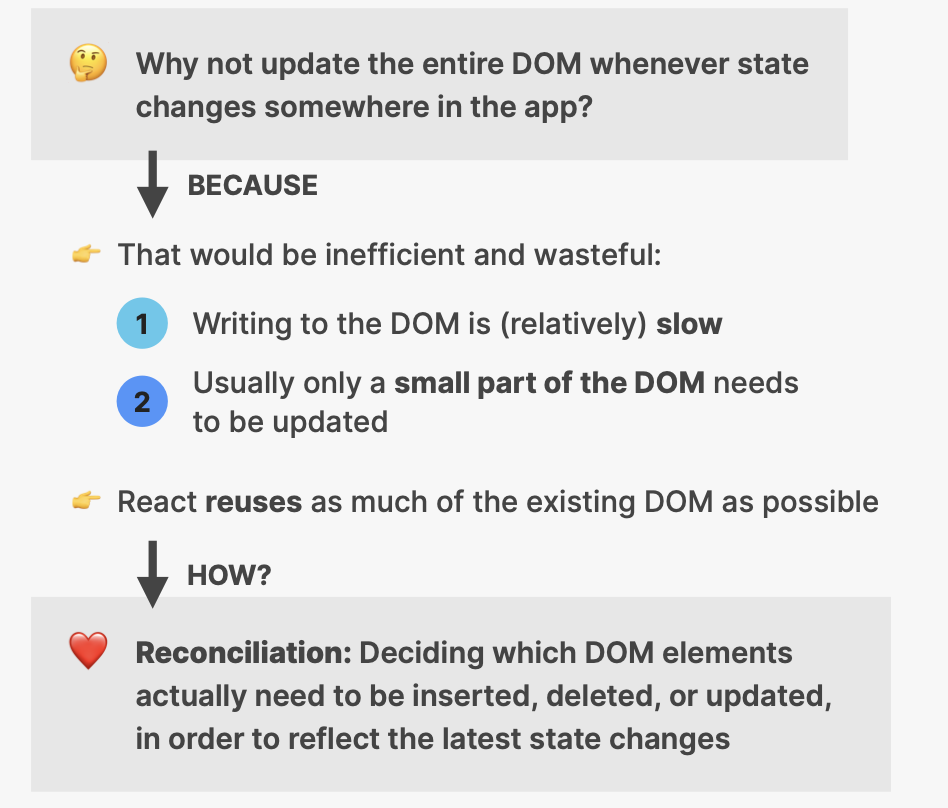 Why not update the entire DOM whenever state
changes somewhere in the app?
BECAUSE
That would be inefficient and wasteful:
1 Writing to the DOM is (relatively) slow
2 Usually only a small part of the DOM needs
to be updated
React reuses as much of the existing DOM as possible
HOW?
Reconciliation: Deciding which DOM elements
actually need to be inserted, deleted, or updated,
in order to reflect the latest state changes